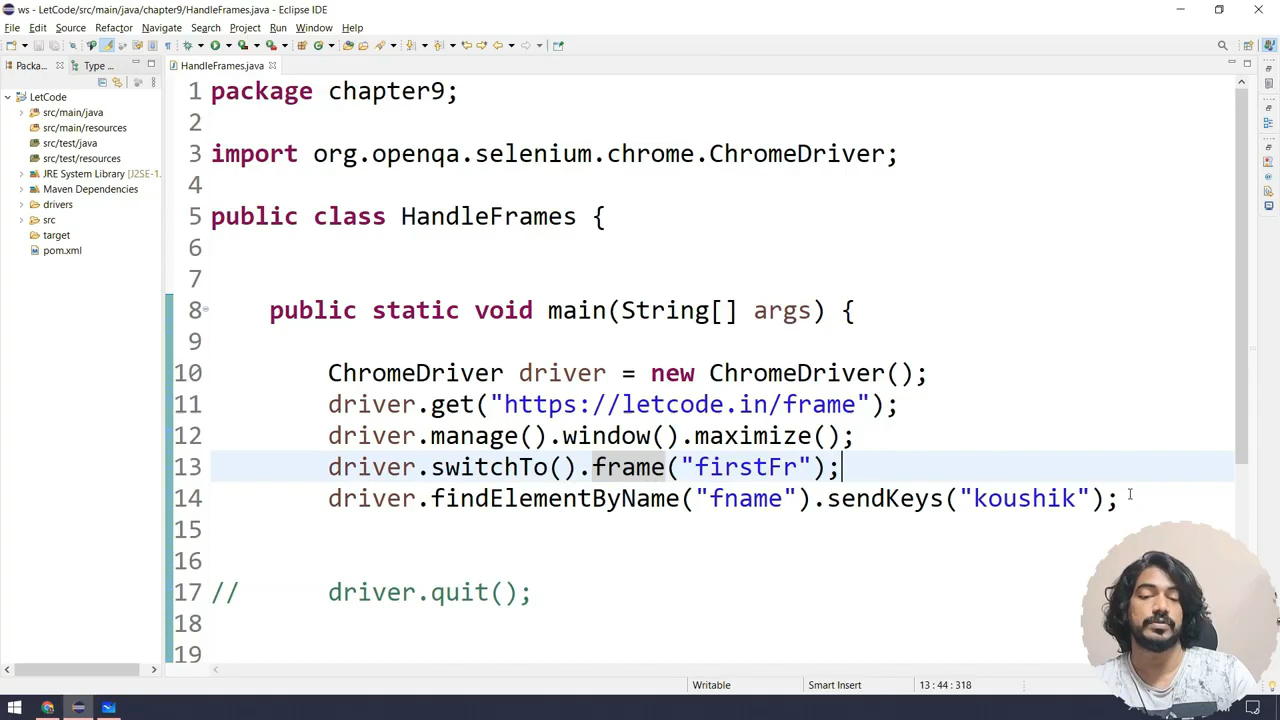 ws - LetCode/src/main/java/chapter9/HandleFrames.java - Eclipse IDE
File Edit Source Refactor Navigate Search Project Run Window Help
Packa... Type ...
HandleFrames.java
LetCode
src/main/java
src/main/resources
src/test/java
src/test/resources
JRE System Library [J2SE-1.
Maven Dependencies
drivers
src
target
pom.xml
1 package chapter9;
2
3 import org.openqa.selenium.chrome.ChromeDriver;
4
5 public class HandleFrames {
6
7
8 public static void main(String[] args) {
9
10 ChromeDriver driver = new ChromeDriver();
11 driver.get("https://letcode.in/frame");
12 driver.manage().window().maximize();
13 driver.switchTo().frame("firstFr");
14 driver.findElementByName("fname").sendKeys("koushik");
15
16
17 // driver.quit();
18
19
Writable Smart Insert 13 : 44 : 318